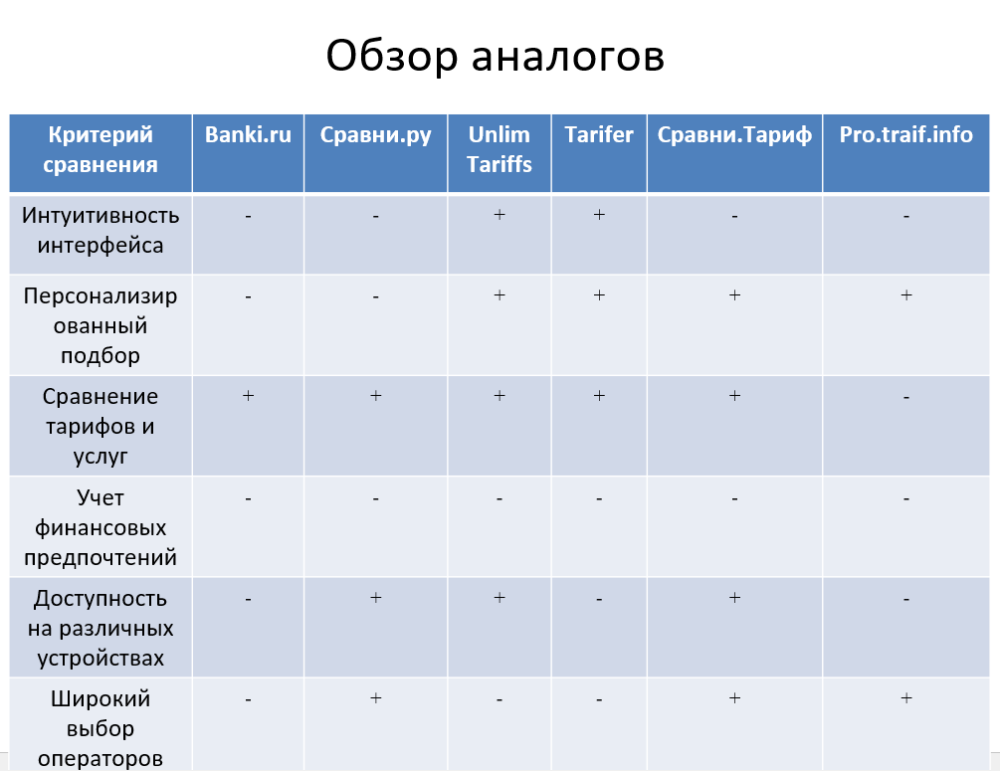 Обзор аналогов
Критерий сравнения Banki.ru Сравни.ру Unlim Tariffs Tarifer Сравни.Тариф Pro.traif.info
Интуитивность интерфейса - - + + - -
Персонализированный подбор - - + + + +
Сравнение тарифов и услуг + + + + + -
Учет финансовых предпочтений - - - - - -
Доступность на различных устройствах - + + - + -
Широкий выбор операторов - + - - + +